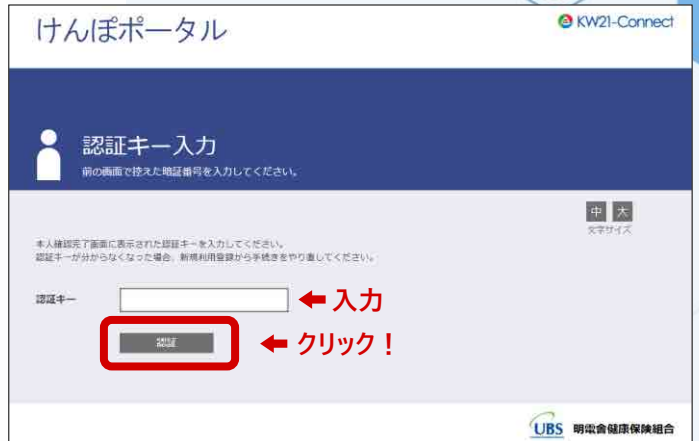 けんぽポータル
KW21-Connect
認証キー入力
前の画面で控えた暗証番号を入力してください。
中 大
文字サイズ
本人確認完了画面に表示された認証キーを入力してください。
認証キーが分からなくなった場合、新規利用登録から手続きをやり直してください。
認証キー
⬅ 入力
認証
⬅ クリック！
UBS 明電舎健康保険組合